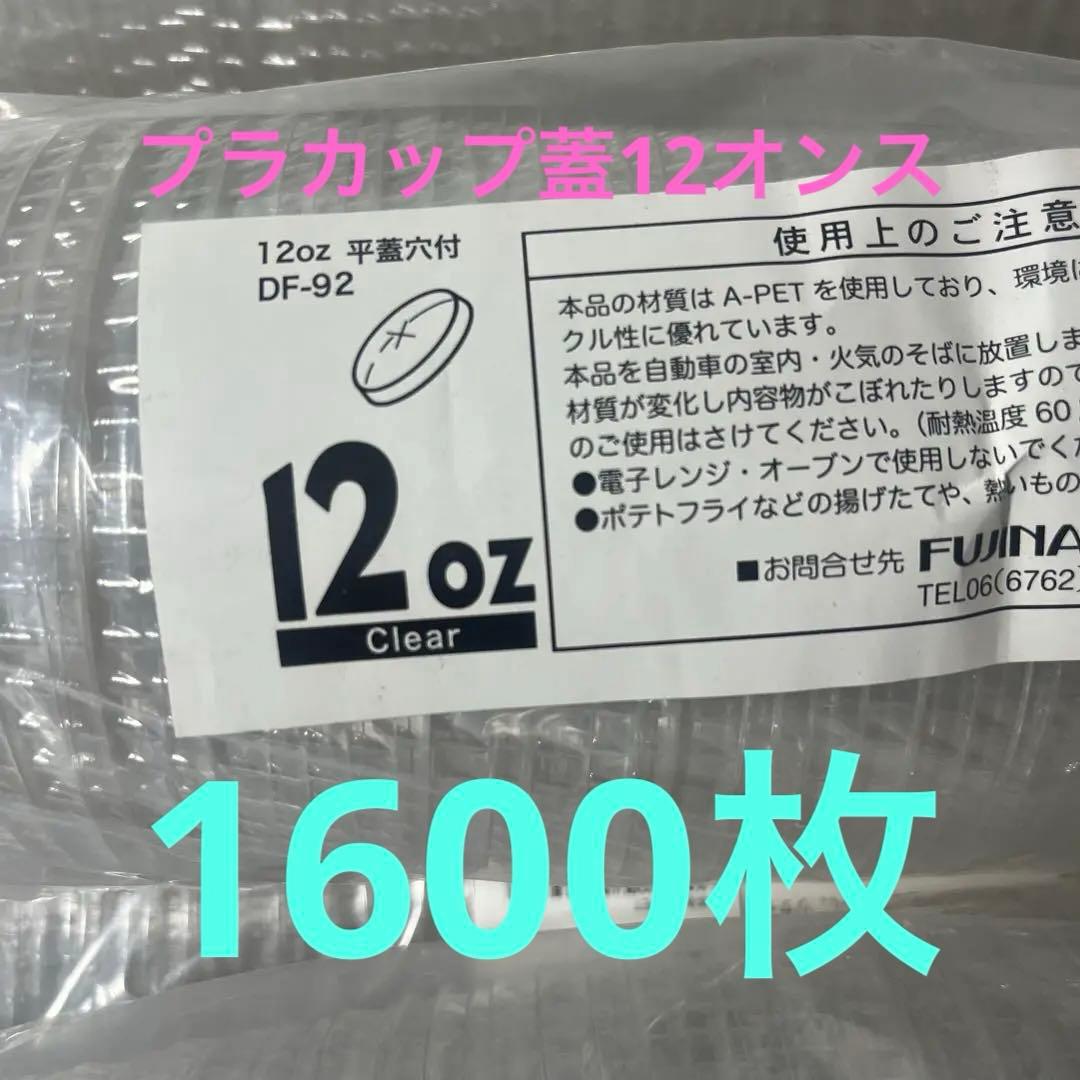 プラカップ蓋12オンス
12oz 平蓋穴付
DF-92
12oz
Clear
使用上のご注意
本品の材質は A-PET を使用しており、環境に
クル性に優れています。
本品を自動車の室内・火気のそばに放置しま
材質が変化し内容物がこぼれたりしますので
のご使用はさけてください。(耐熱温度 60
●電子レンジ・オーブンで使用しないでくだ
●ポテトフライなどの揚げたてや、熱いもの
■お問合せ先 FUJINA
TEL06(6762)
1600枚